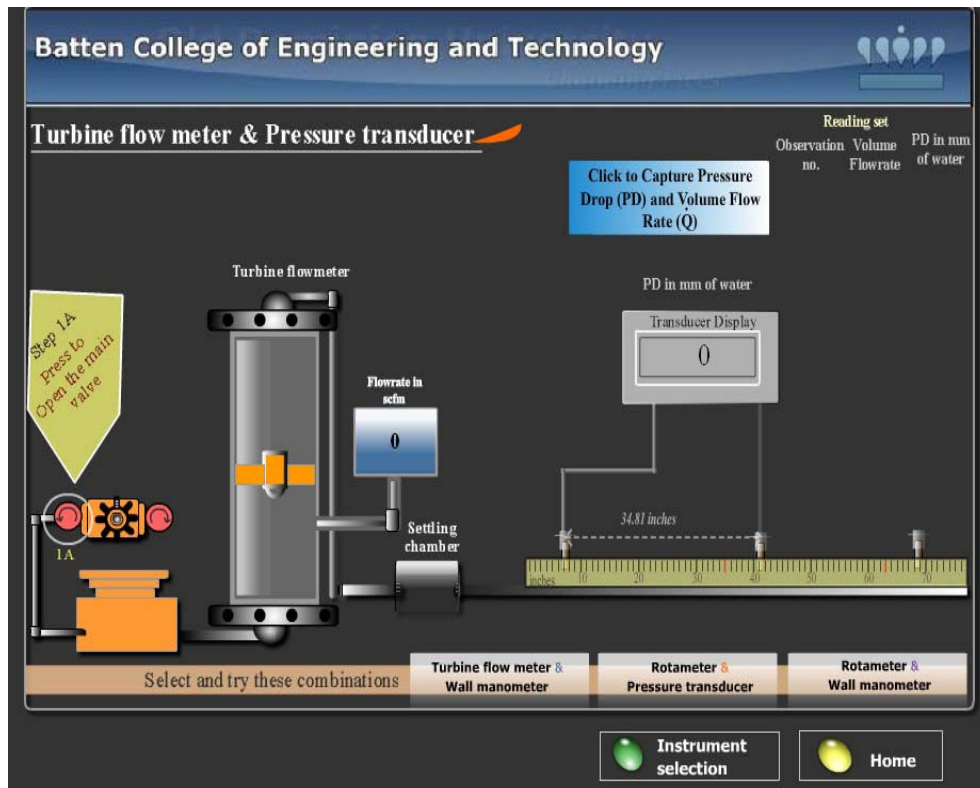 Batten College of Engineering and Technology
Turbine flow meter & Pressure transducer
Reading set
Observation no.
Volume Flowrate
PD in mm of water
Click to Capture Pressure
Drop (PD) and Volume Flow
Rate (Q̇)
Turbine flowmeter
PD in mm of water
Step 1A
Press to
Open the main
valve
Transducer Display
0
Flowrate in
scfm
0
34.81 inches
Settling
chamber
1A
inches 10 20 30 40 50 60 70
Select and try these combinations
Turbine flow meter &
Wall manometer
Rotameter &
Pressure transducer
Rotameter &
Wall manometer
Instrument
selection
Home